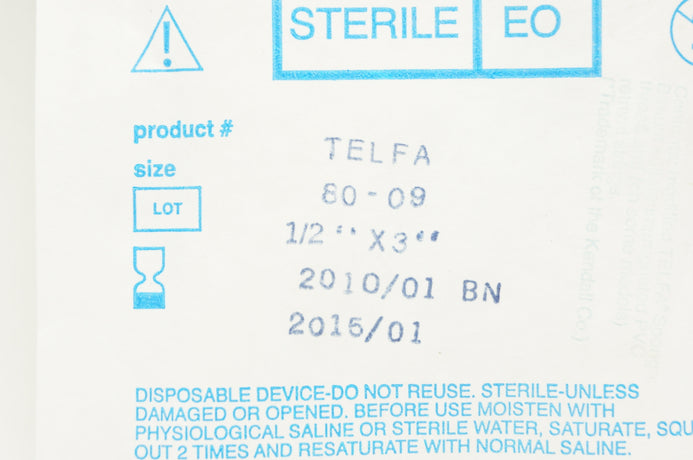 STERILE EO
product #
size
LOT
TELFA
80-09
1/2" X3"
2010/01 BN
2015/01
DISPOSABLE DEVICE-DO NOT REUSE. STERILE-UNLESS
DAMAGED OR OPENED. BEFORE USE MOISTEN WITH
PHYSIOLOGICAL SALINE OR STERILE WATER, SATURATE, SQU
OUT 2 TIMES AND RESATURATE WITH NORMAL SALINE.